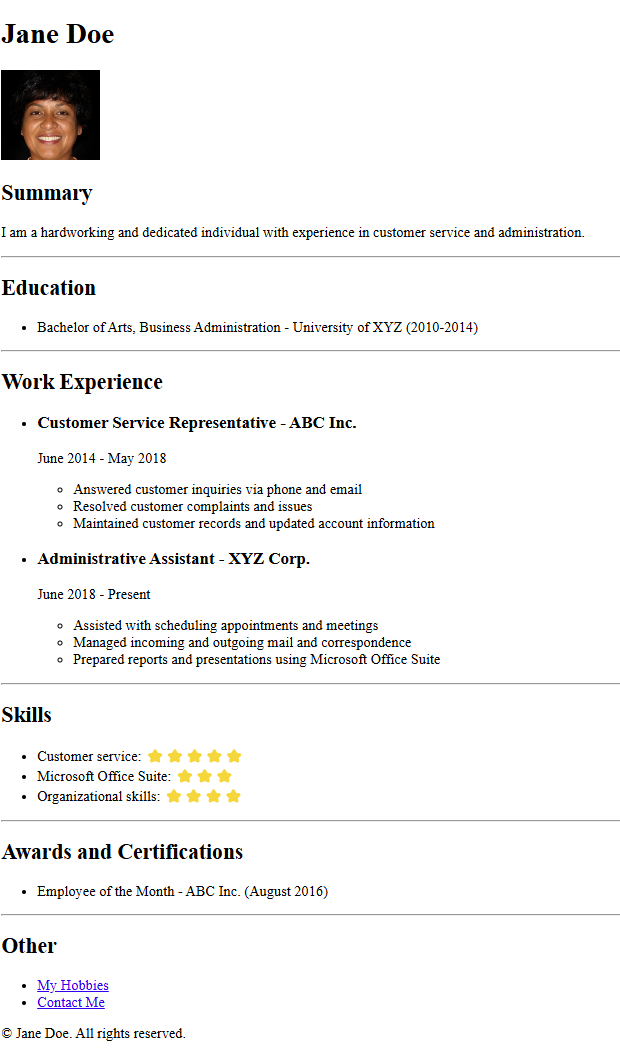 Jane Doe
Summary
I am a hardworking and dedicated individual with experience in customer service and administration.
Education
Bachelor of Arts, Business Administration - University of XYZ (2010-2014)
Work Experience
Customer Service Representative - ABC Inc.
June 2014 - May 2018
Answered customer inquiries via phone and email
Resolved customer complaints and issues
Maintained customer records and updated account information
Administrative Assistant - XYZ Corp.
June 2018 - Present
Assisted with scheduling appointments and meetings
Managed incoming and outgoing mail and correspondence
Prepared reports and presentations using Microsoft Office Suite
Skills
Customer service:
Microsoft Office Suite:
Organizational skills:
Awards and Certifications
Employee of the Month - ABC Inc. (August 2016)
Other
My Hobbies
Contact Me
© Jane Doe. All rights reserved.